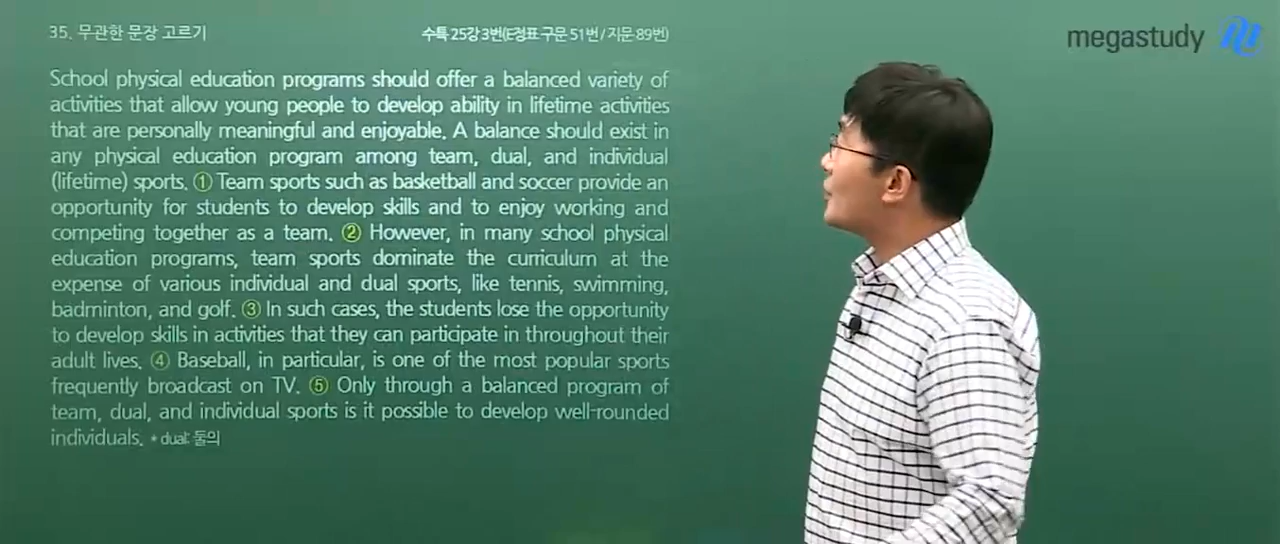 35. 무관한 문장 고르기
수특 25강 3번(E정표 구문 51번 / 지문 89번)
megastudy
School physical education programs should offer a balanced variety of
activities that allow young people to develop ability in lifetime activities
that are personally meaningful and enjoyable. A balance should exist in
any physical education program among team, dual, and individual
(lifetime) sports. ① Team sports such as basketball and soccer provide an
opportunity for students to develop skills and to enjoy working and
competing together as a team. ② However, in many school physical
education programs, team sports dominate the curriculum at the
expense of various individual and dual sports, like tennis, swimming,
badminton, and golf. ③ In such cases, the students lose the opportunity
to develop skills in activities that they can participate in throughout their
adult lives. ④ Baseball, in particular, is one of the most popular sports
frequently broadcast on TV. ⑤ Only through a balanced program of
team, dual, and individual sports is it possible to develop well-rounded
individuals. * dual: 둘의